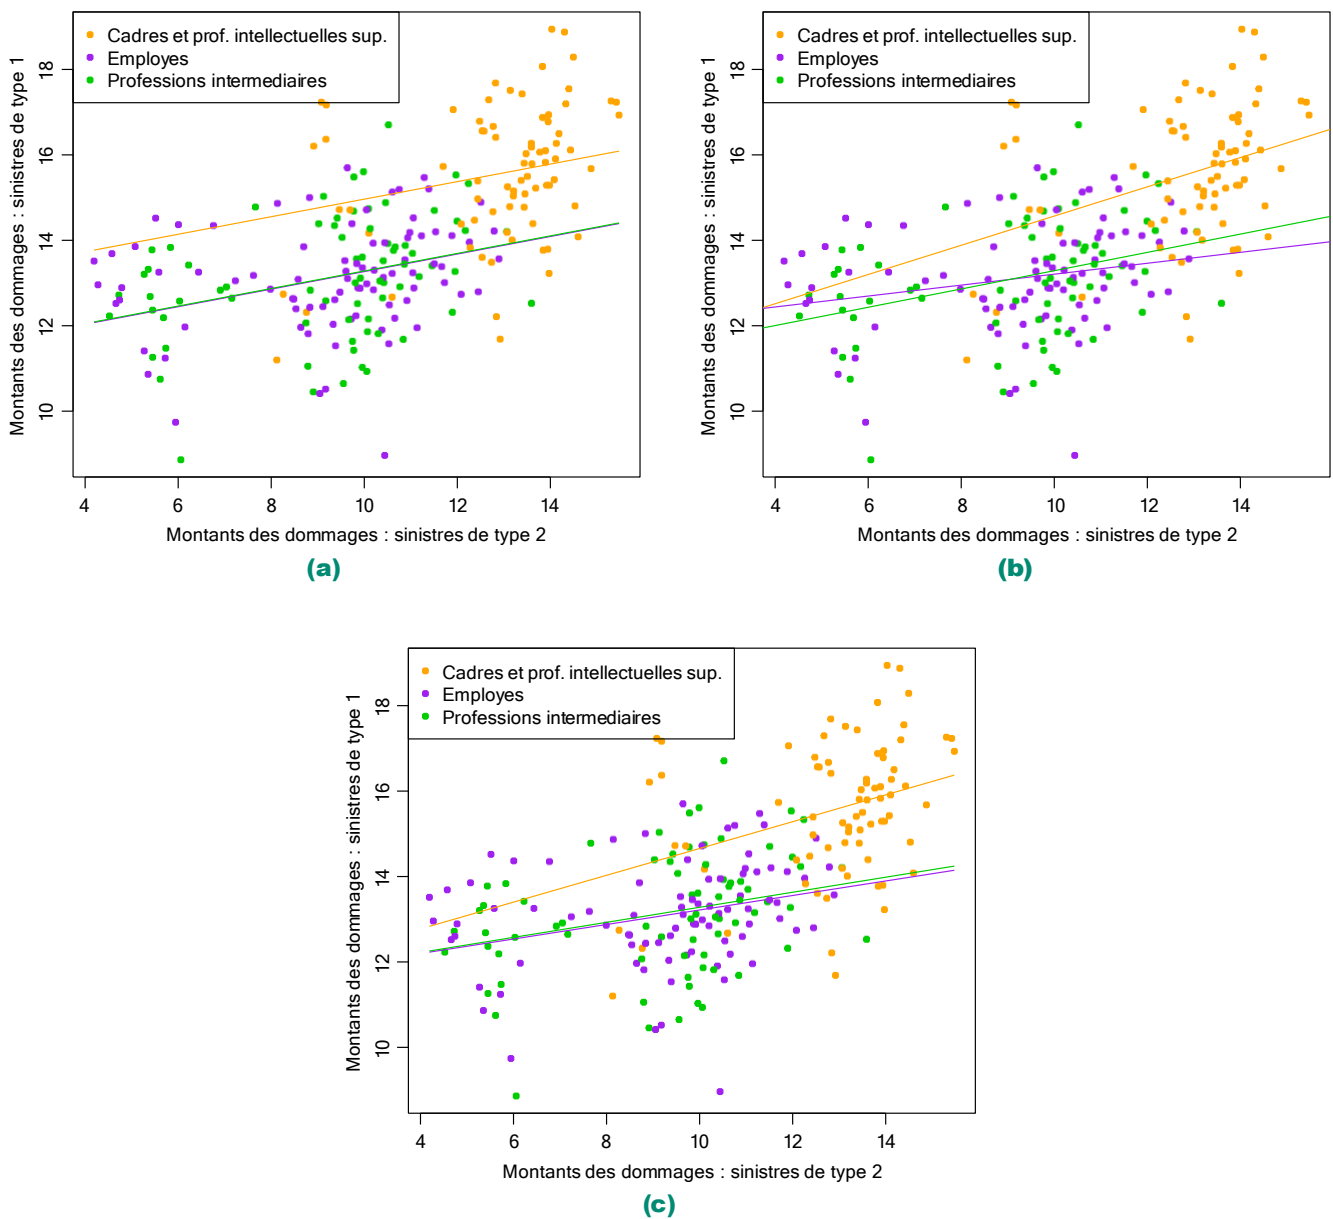 Cadres et prof. intellectuelles sup.
Employes
Professions intermediaires
Montants des dommages : sinistres de type 1
18
16
14
12
10
4 6 8 10 12 14
Montants des dommages : sinistres de type 2
(a)
Cadres et prof. intellectuelles sup.
Employes
Professions intermediaires
Montants des dommages : sinistres de type 1
18
16
14
12
10
4 6 8 10 12 14
Montants des dommages : sinistres de type 2
(b)
Cadres et prof. intellectuelles sup.
Employes
Professions intermediaires
Montants des dommages : sinistres de type 1
18
16
14
12
10
4 6 8 10 12 14
Montants des dommages : sinistres de type 2
(c)